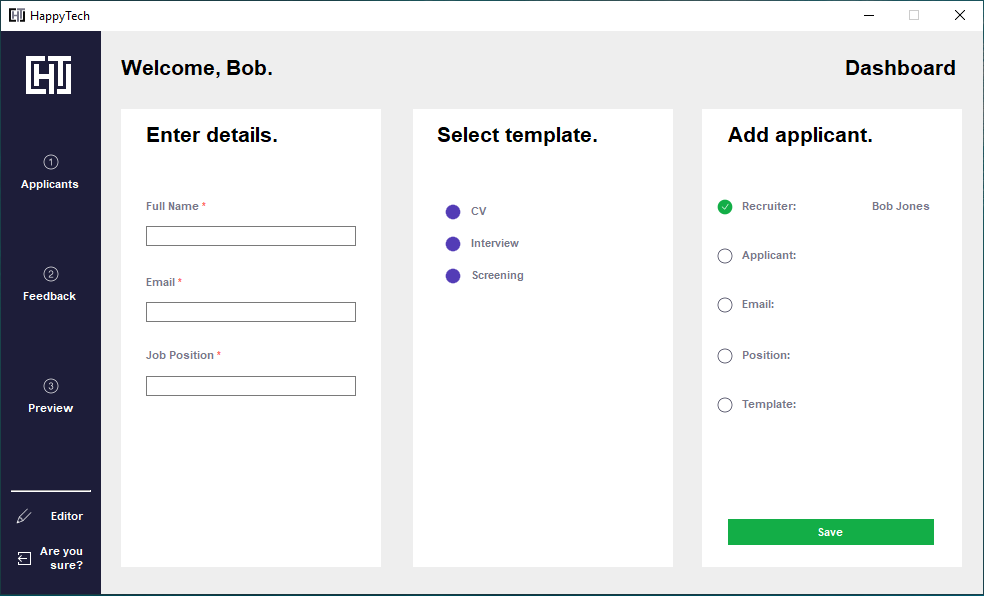 HappyTech
HT
Welcome, Bob.
Dashboard
1
Applicants
2
Feedback
3
Preview
Editor
Are you
sure?
Enter details.
Full Name *
Email *
Job Position *
Select template.
CV
Interview
Screening
Add applicant.
Recruiter: Bob Jones
Applicant:
Email:
Position:
Template:
Save